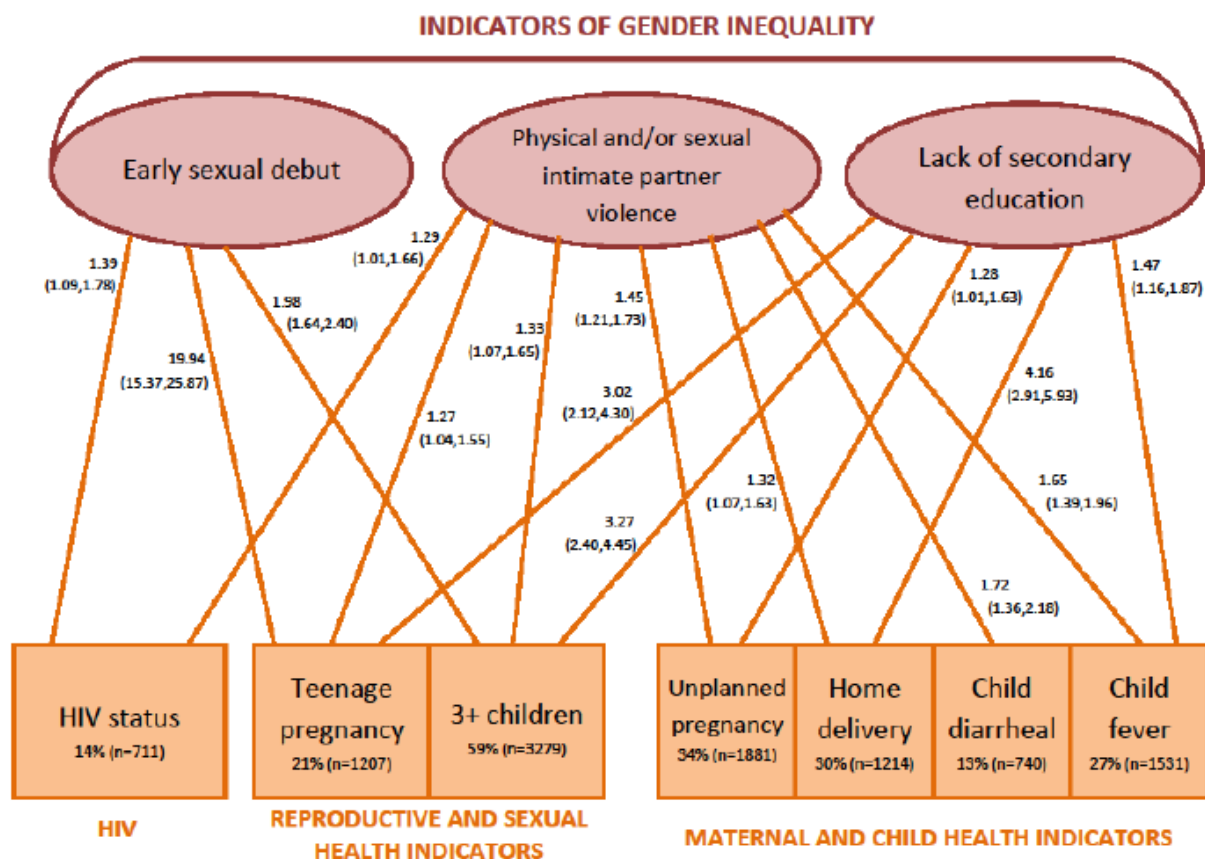 INDICATORS OF GENDER INEQUALITY
Early sexual debut
Physical and/or sexual
intimate partner
violence
Lack of secondary
education
1.39
(1.09,1.78)
19.94
(15.37,25.87)
1.98
(1.64,2.40)
1.29
(1.01,1.66)
1.27
(1.04,1.55)
1.33
(1.07,1.65)
1.45
(1.21,1.73)
3.02
(2.12,4.30)
3.27
(2.40,4.45)
1.32
(1.07,1.63)
1.28
(1.01,1.63)
4.16
(2.91,5.93)
1.47
(1.16,1.87)
1.65
(1.39,1.96)
1.72
(1.36,2.18)
HIV status
14% (n=711)
Teenage
pregnancy
21% (n=1207)
3+ children
59% (n=3279)
Unplanned
pregnancy
34% (n=1881)
Home
delivery
30% (n=1214)
Child
diarrheal
13% (n=740)
Child
fever
27% (n=1531)
HIV
REPRODUCTIVE AND SEXUAL
HEALTH INDICATORS
MATERNAL AND CHILD HEALTH INDICATORS